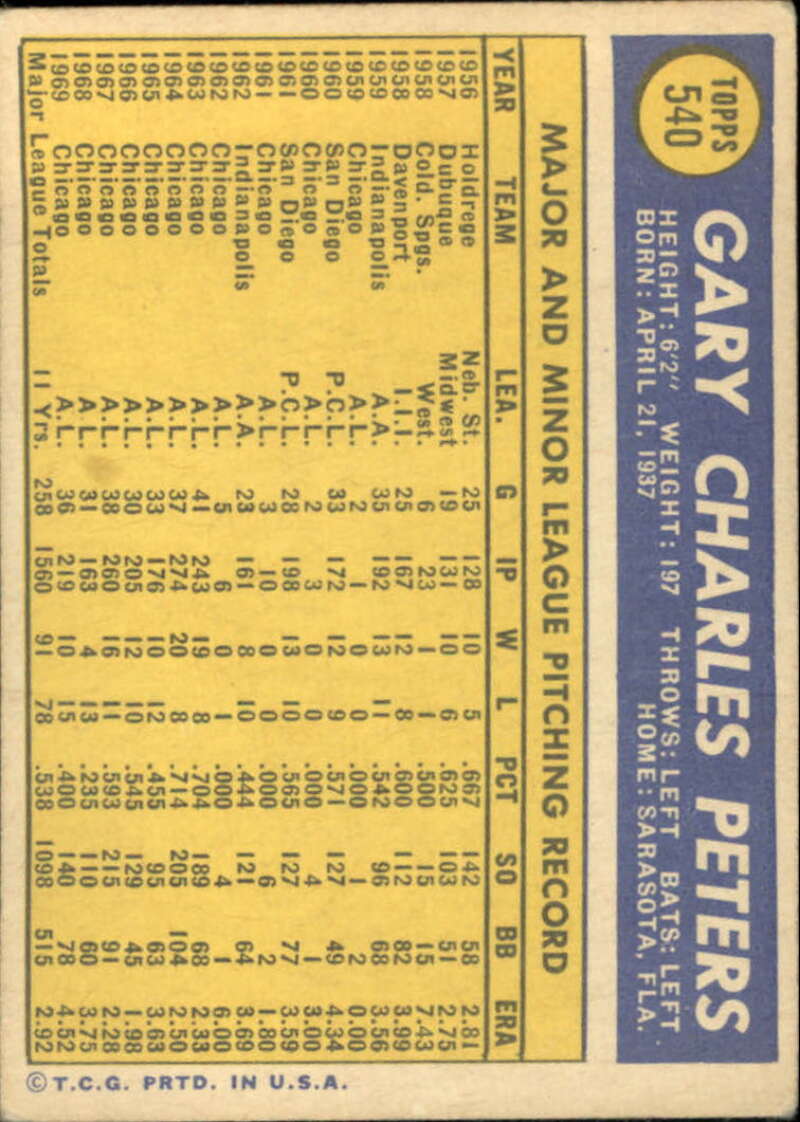 TOPPS
540
GARY CHARLES PETERS
HEIGHT: 6'2" WEIGHT: 197 THROWS: LEFT BATS: LEFT
BORN: APRIL 21, 1937 HOME: SARASOTA, FLA.
MAJOR AND MINOR LEAGUE PITCHING RECORD
YEAR TEAM LEA. G IP W L PCT SO BB ERA
1956 Holdrege Neb. St. 25 128 10 5 .667 142 58 2.81
1957 Dubuque Midwest 19 131 10 6 .625 103 51 2.75
1958 Cold. Spgs. West. 6 23 1 1 .500 15 15 7.43
1958 Davenport I.I.I. 25 167 12 8 .600 112 82 3.99
1959 Indianapolis A.A. 35 192 13 11 .542 96 68 3.56
1959 Chicago A.L. 2 1 0 0 .000 1 2 0.00
1960 San Diego P.C.L. 33 172 12 9 .571 127 49 4.34
1960 Chicago A.L. 2 3 0 0 .000 4 1 3.00
1961 San Diego P.C.L. 28 198 13 10 .565 127 77 3.59
1961 Chicago A.L. 3 10 0 0 .000 6 2 1.80
1962 Indianapolis A.A. 23 161 8 10 .444 121 64 3.69
1962 Chicago A.L. 5 6 0 1 .000 4 1 6.00
1963 Chicago A.L. 41 243 19 8 .704 189 68 2.33
1964 Chicago A.L. 37 274 20 8 .714 205 104 2.50
1965 Chicago A.L. 33 176 10 12 .455 95 63 3.63
1966 Chicago A.L. 30 205 12 10 .545 129 45 1.98
1967 Chicago A.L. 38 260 16 11 .593 215 91 2.28
1968 Chicago A.L. 31 163 4 13 .235 110 60 3.75
1969 Chicago A.L. 36 219 10 15 .400 140 78 4.52
Major League Totals 11 Yrs. 258 1560 91 78 .538 1098 515 2.92
© T.C.G. PRTD. IN U.S.A.